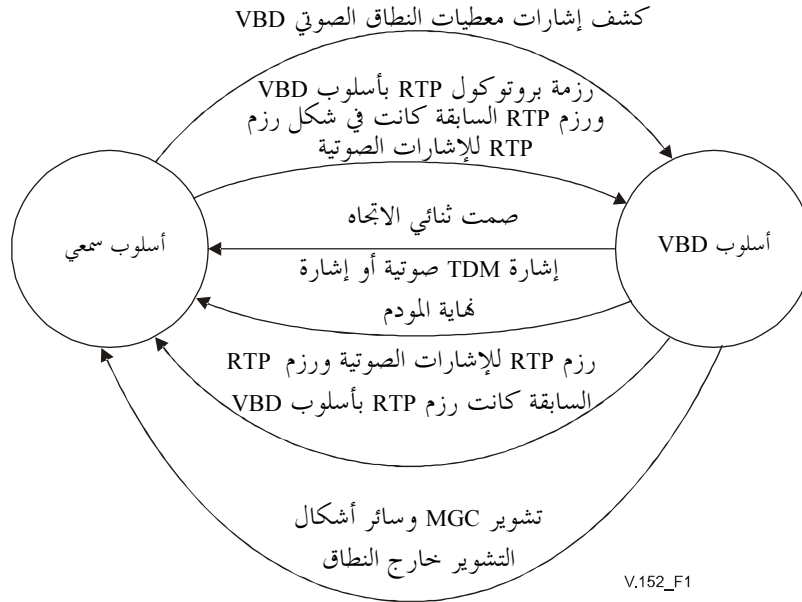 كشف إشارات معطيات النطاق الصوتي VBD
رزمة بروتوكول RTP بأسلوب VBD
ورزم RTP السابقة كانت في شكل رزم
RTP للإشارات الصوتية
صمت ثنائي الاتجاه
أسلوب سمعي
أسلوب VBD
إشارة TDM صوتية أو إشارة
نهاية المودم
رزم RTP للإشارات الصوتية ورزم RTP
السابقة كانت رزم RTP بأسلوب VBD
تشوير MGC وسائر أشكال
التشوير خارج النطاق
V.152_F1